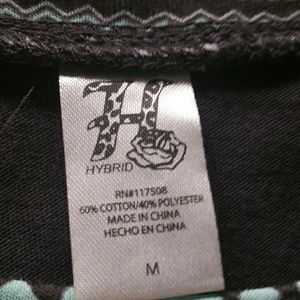 H
HYBRID
RN#117508
60% COTTON/40% POLYESTER
MADE IN CHINA
HECHO EN CHINA
M